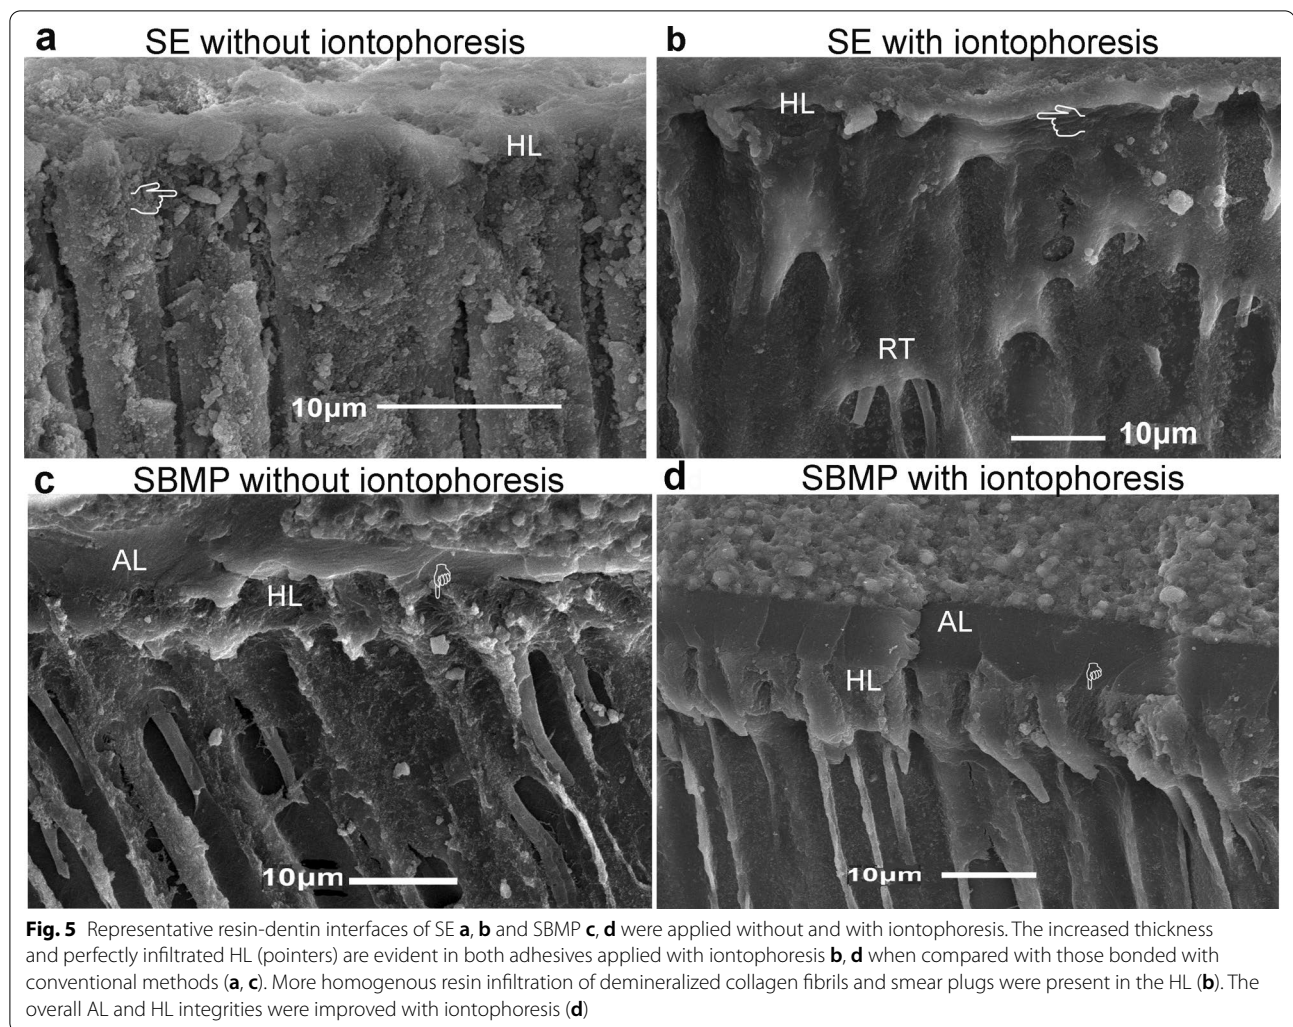 a SE without iontophoresis
b SE with iontophoresis
HL
HL
RT
10µm
10µm
c SBMP without iontophoresis
d SBMP with iontophoresis
AL
HL
AL
HL
10µm
10µm
Fig. 5 Representative resin-dentin interfaces of SE a, b and SBMP c, d were applied without and with iontophoresis. The increased thickness
and perfectly infiltrated HL (pointers) are evident in both adhesives applied with iontophoresis b, d when compared with those bonded with
conventional methods (a, c). More homogenous resin infiltration of demineralized collagen fibrils and smear plugs were present in the HL (b). The
overall AL and HL integrities were improved with iontophoresis (d)